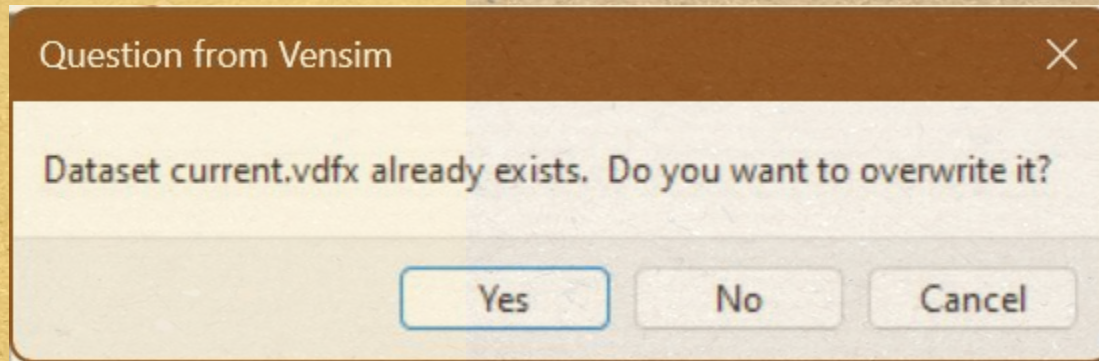 Question from Vensim
Dataset current.vdfx already exists. Do you want to overwrite it?
Yes
No
Cancel